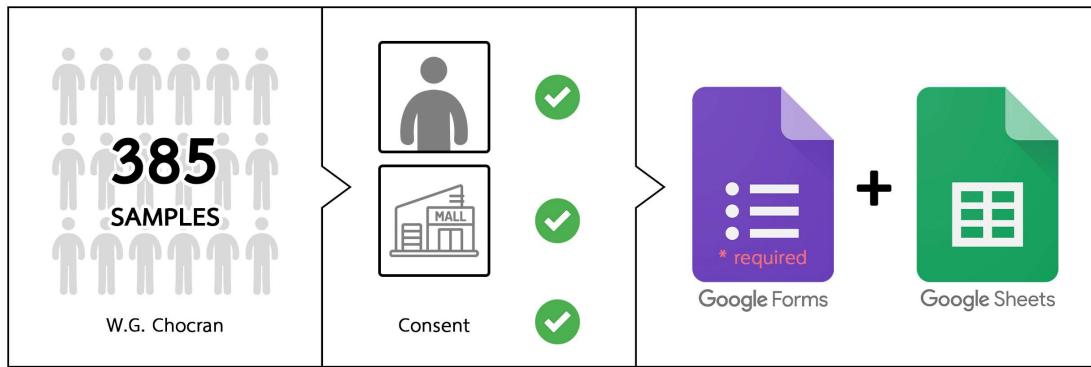 385
SAMPLES
W.G. Chocran
MALL
Consent
* required
Google Forms
+
Google Sheets